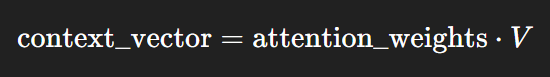 context_vector = attention_weights · V